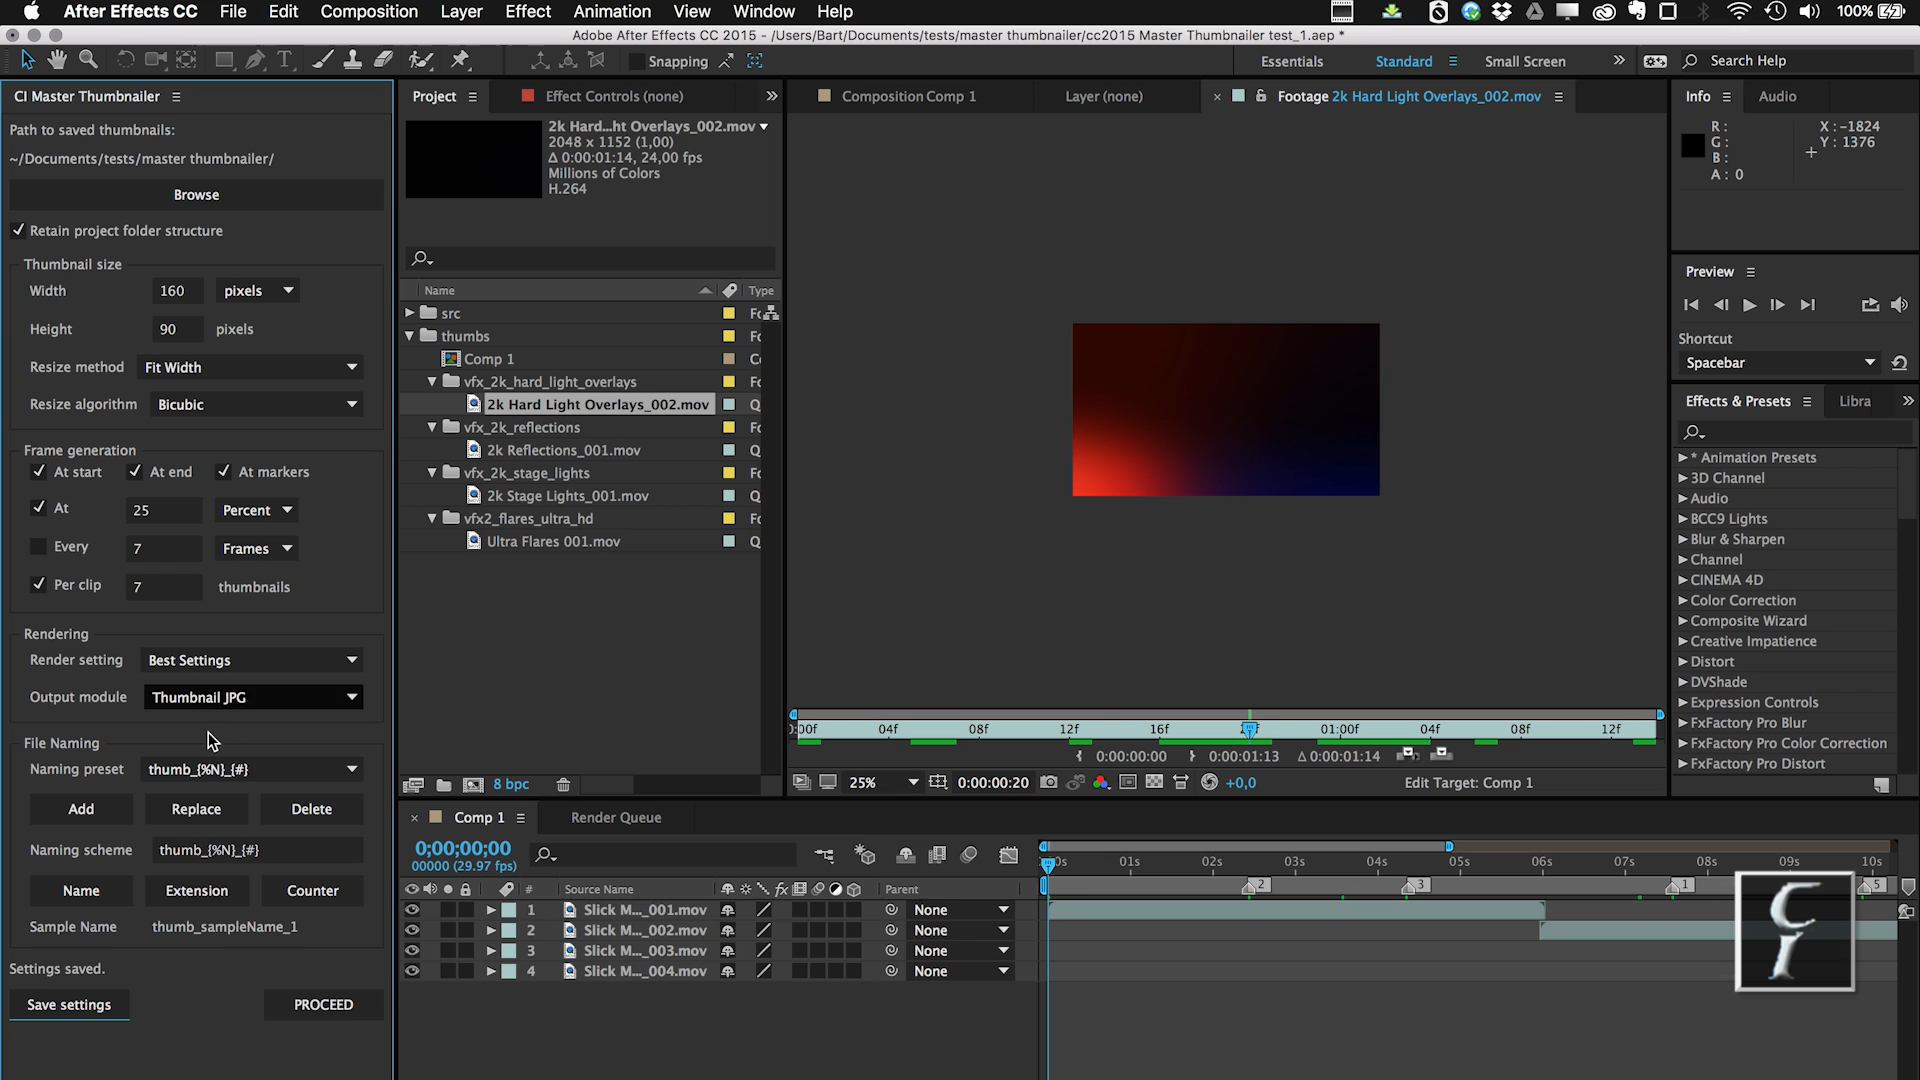 After Effects CC File Edit Composition Layer Effect Animation View Window Help 100%
Adobe After Effects CC 2015 - /Users/Bart/Documents/tests/master thumbnailer/cc2015 Master Thumbnailer test_1.aep *
Snapping Essentials Standard Small Screen Search Help
CI Master Thumbnailer
Path to saved thumbnails:
~/Documents/tests/master thumbnailer/
Browse
Retain project folder structure
Thumbnail size
Width 160 pixels
Height 90 pixels
Resize method Fit Width
Resize algorithm Bicubic
Frame generation
At start At end At markers
At 25 Percent
Every 7 Frames
Per clip 7 thumbnails
Rendering
Render setting Best Settings
Output module Thumbnail JPG
File Naming
Naming preset thumb_{%N}_{#}
Add Replace Delete
Naming scheme thumb_{%N}_{#}
Name Extension Counter
Sample Name thumb_sampleName_1
Settings saved.
Save settings PROCEED
Project Effect Controls (none)
2k Hard...ht Overlays_002.mov
2048 x 1152 (1,00)
Δ 0:00:01:14, 24,00 fps
Millions of Colors
H.264
Name Type
src
thumbs
Comp 1
vfx_2k_hard_light_overlays
2k Hard Light Overlays_002.mov
vfx_2k_reflections
2k Reflections_001.mov
vfx_2k_stage_lights
2k Stage Lights_001.mov
vfx2_flares_ultra_hd
Ultra Flares 001.mov
8 bpc
Composition Comp 1 Layer (none) Footage 2k Hard Light Overlays_002.mov
04f 08f 12f 16f 01:00f 04f 08f 12f
0:00:00:00 0:00:01:13 Δ 0:00:01:14
25% 0:00:00:20 +0,0 Edit Target: Comp 1
Info Audio
R: X: -1824
G: Y: 1376
B:
A: 0
Preview
Shortcut
Spacebar
Effects & Presets Libra
* Animation Presets
3D Channel
Audio
BCC9 Lights
Blur & Sharpen
Channel
CINEMA 4D
Color Correction
Composite Wizard
Creative Impatience
Distort
DVShade
Expression Controls
FxFactory Pro Blur
FxFactory Pro Color Correction
FxFactory Pro Distort
Comp 1 Render Queue
0;00;00;00
00000 (29.97 fps)
01s 02s 03s 04s 05s 06s 07s 08s 09s 10s
# Source Name Parent
2 3 1 5
1 Slick M..._001.mov None
2 Slick M..._002.mov None
3 Slick M..._003.mov None
4 Slick M..._004.mov None
CI